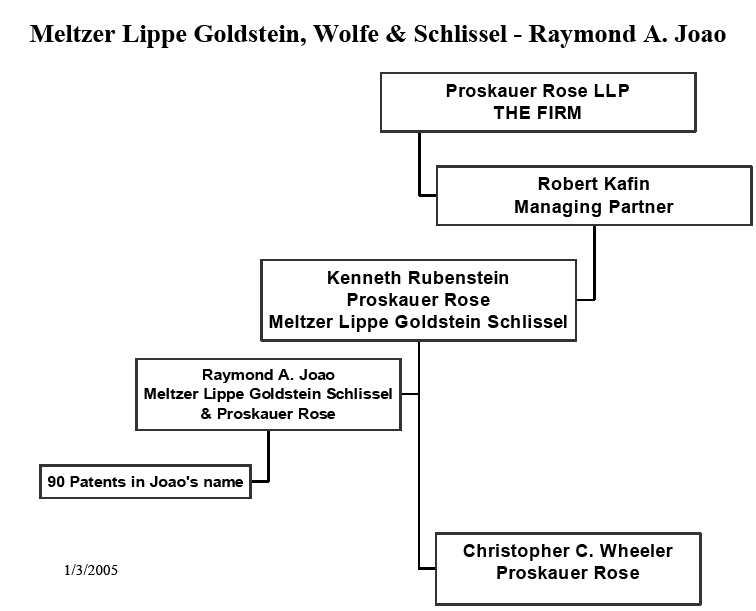 Meltzer Lippe Goldstein, Wolfe & Schlissel - Raymond A. Joao
Proskauer Rose LLP
THE FIRM
Robert Kafin
Managing Partner
Kenneth Rubenstein
Proskauer Rose
Meltzer Lippe Goldstein Schlissel
Raymond A. Joao
Meltzer Lippe Goldstein Schlissel
& Proskauer Rose
90 Patents in Joao's name
Christopher C. Wheeler
Proskauer Rose
1/3/2005